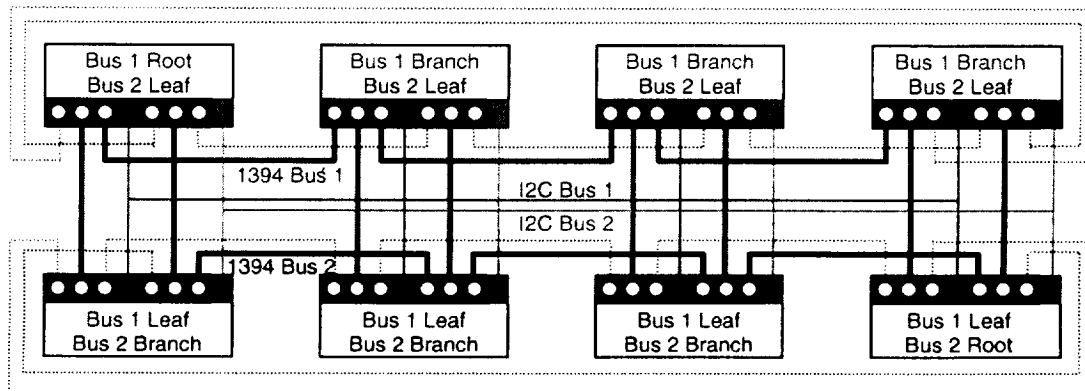 Bus 1 Root
Bus 2 Leaf
Bus 1 Branch
Bus 2 Leaf
Bus 1 Branch
Bus 2 Leaf
Bus 1 Branch
Bus 2 Leaf
1394 Bus 1
I2C Bus 1
I2C Bus 2
1394 Bus 2
Bus 1 Leaf
Bus 2 Branch
Bus 1 Leaf
Bus 2 Branch
Bus 1 Leaf
Bus 2 Branch
Bus 1 Leaf
Bus 2 Root